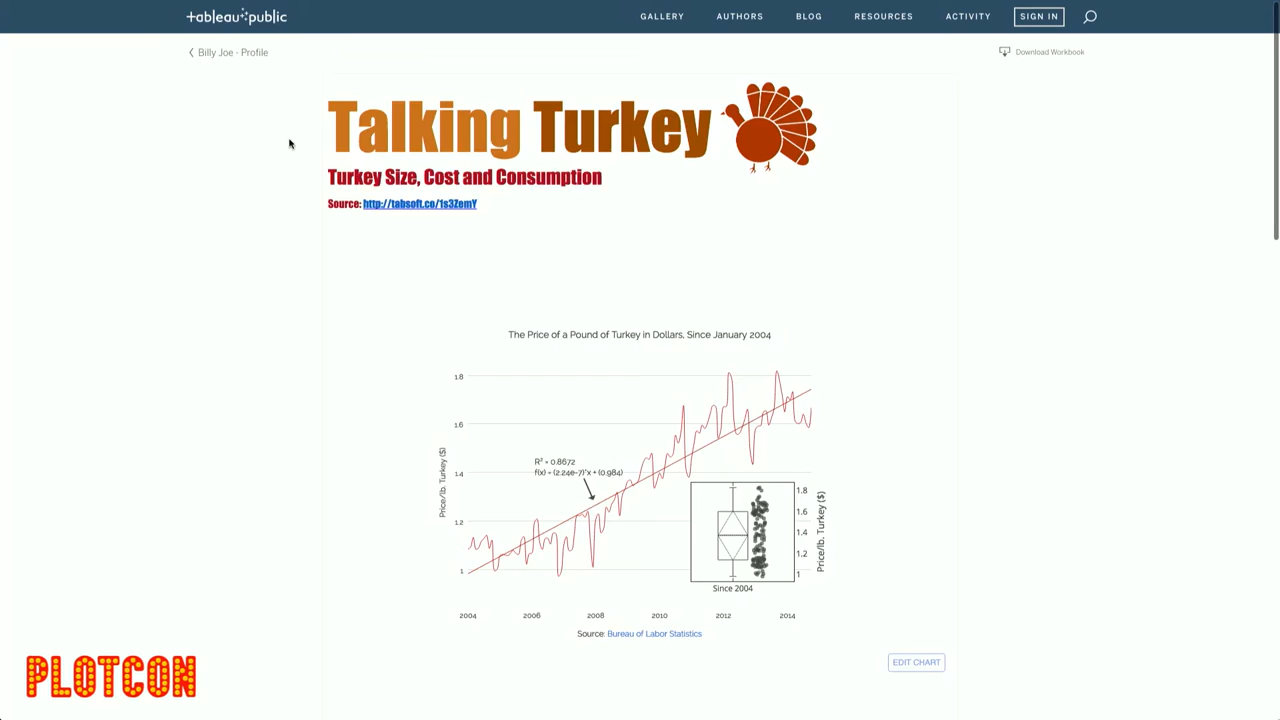 +ableau public
GALLERY AUTHORS BLOG RESOURCES ACTIVITY SIGN IN
Billy Joe - Profile
Download Workbook
Talking Turkey
Turkey Size, Cost and Consumption
Source: http://tabsoft.co/1s3ZemY
The Price of a Pound of Turkey in Dollars, Since January 2004
1.8
1.6
1.4
1.2
1
Price/lb. Turkey ($)
R² = 0.8672
f(x) = (2.24e-7)*x + (0.984)
1.8
1.6
1.4
1.2
1
Price/lb. Turkey ($)
Since 2004
2004 2006 2008 2010 2012 2014
Source: Bureau of Labor Statistics
EDIT CHART
PLOTCON